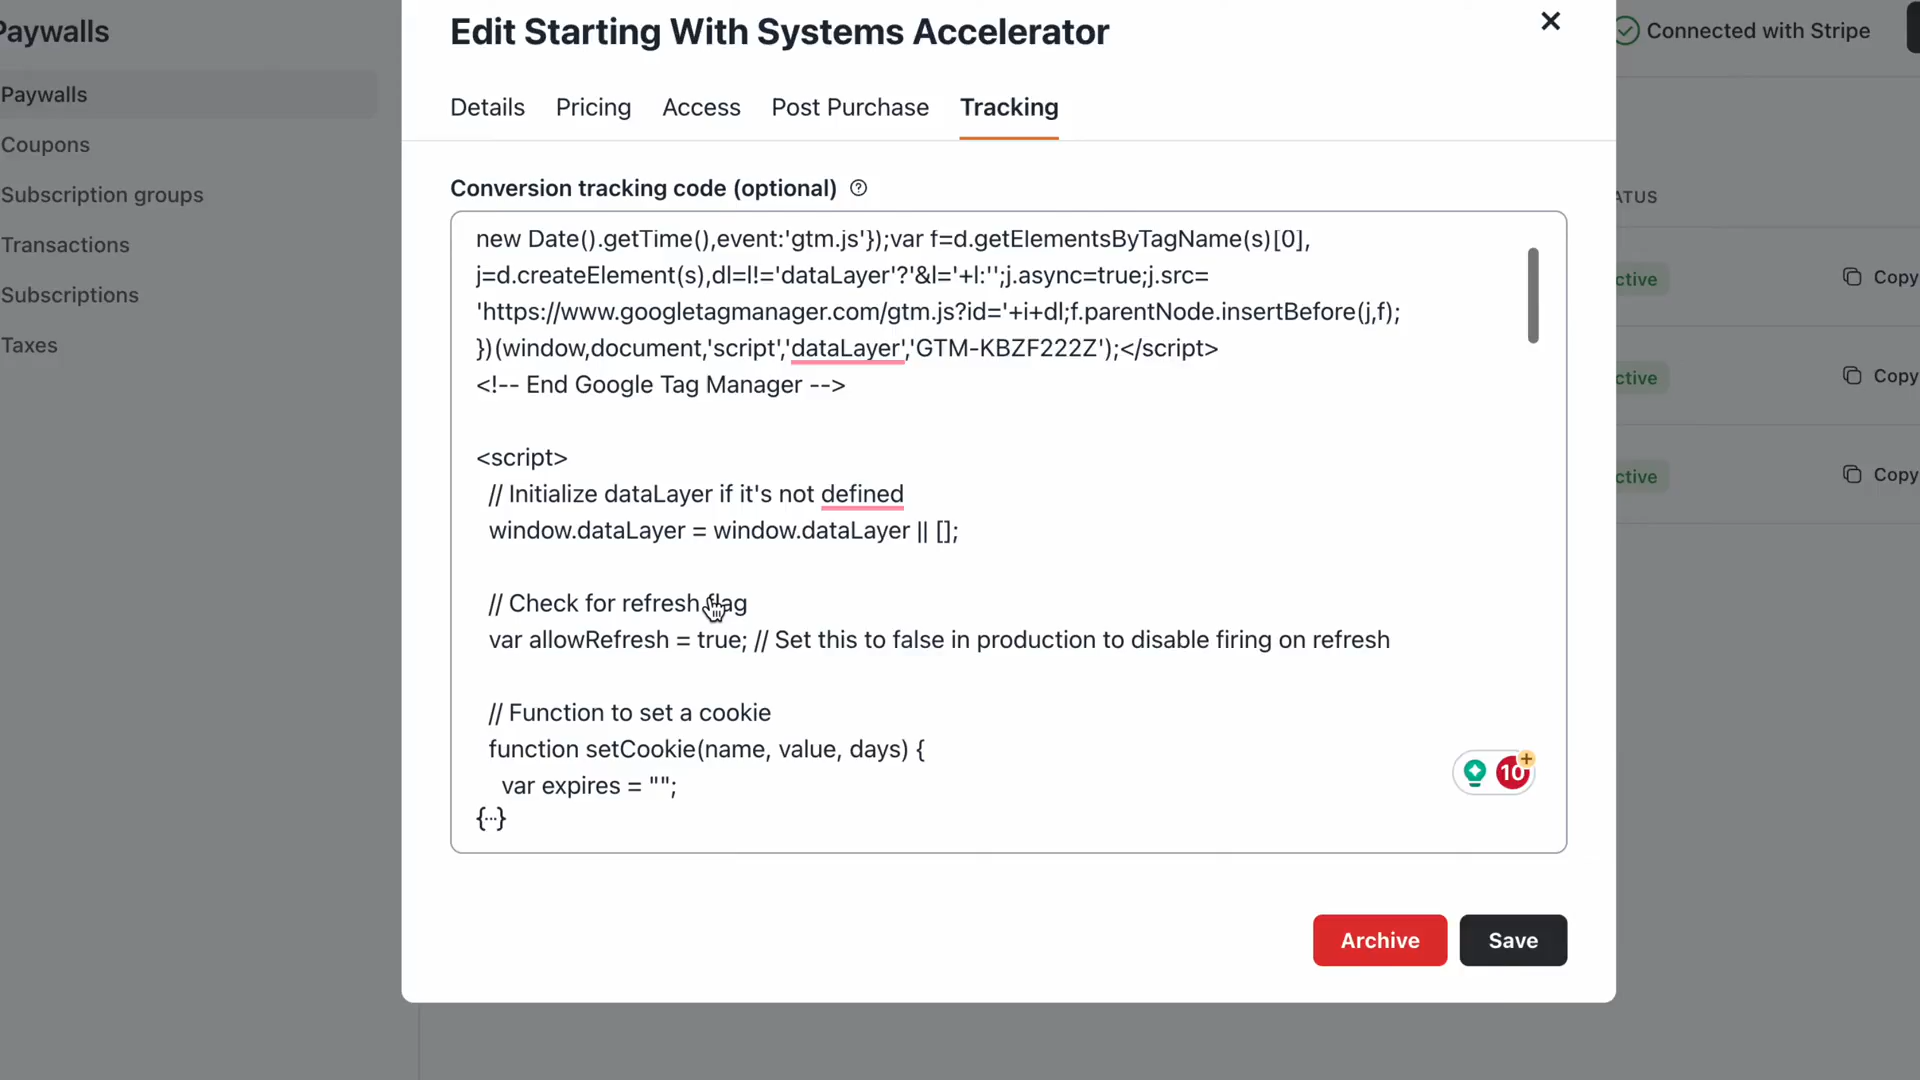 Paywalls
Edit Starting With Systems Accelerator
Connected with Stripe
Paywalls
Coupons
Subscription groups
Transactions
Subscriptions
Taxes
Details
Pricing
Access
Post Purchase
Tracking
Conversion tracking code (optional)
new Date().getTime(),event:'gtm.js'});var f=d.getElementsByTagName(s)[0],
j=d.createElement(s),dl=l!='dataLayer'?'&l='+l:'';j.async=true;j.src=
'https://www.googletagmanager.com/gtm.js?id='+i+dl;f.parentNode.insertBefore(j,f);
})(window,document,'script','dataLayer','GTM-KBZF222Z');</script>
<!-- End Google Tag Manager -->
<script>
// Initialize dataLayer if it's not defined
window.dataLayer = window.dataLayer || [];
// Check for refresh flag
var allowRefresh = true; // Set this to false in production to disable firing on refresh
// Function to set a cookie
function setCookie(name, value, days) {
var expires = "";
{··}
10
ATUS
ctive
Copy
ctive
Copy
ctive
Copy
Archive
Save